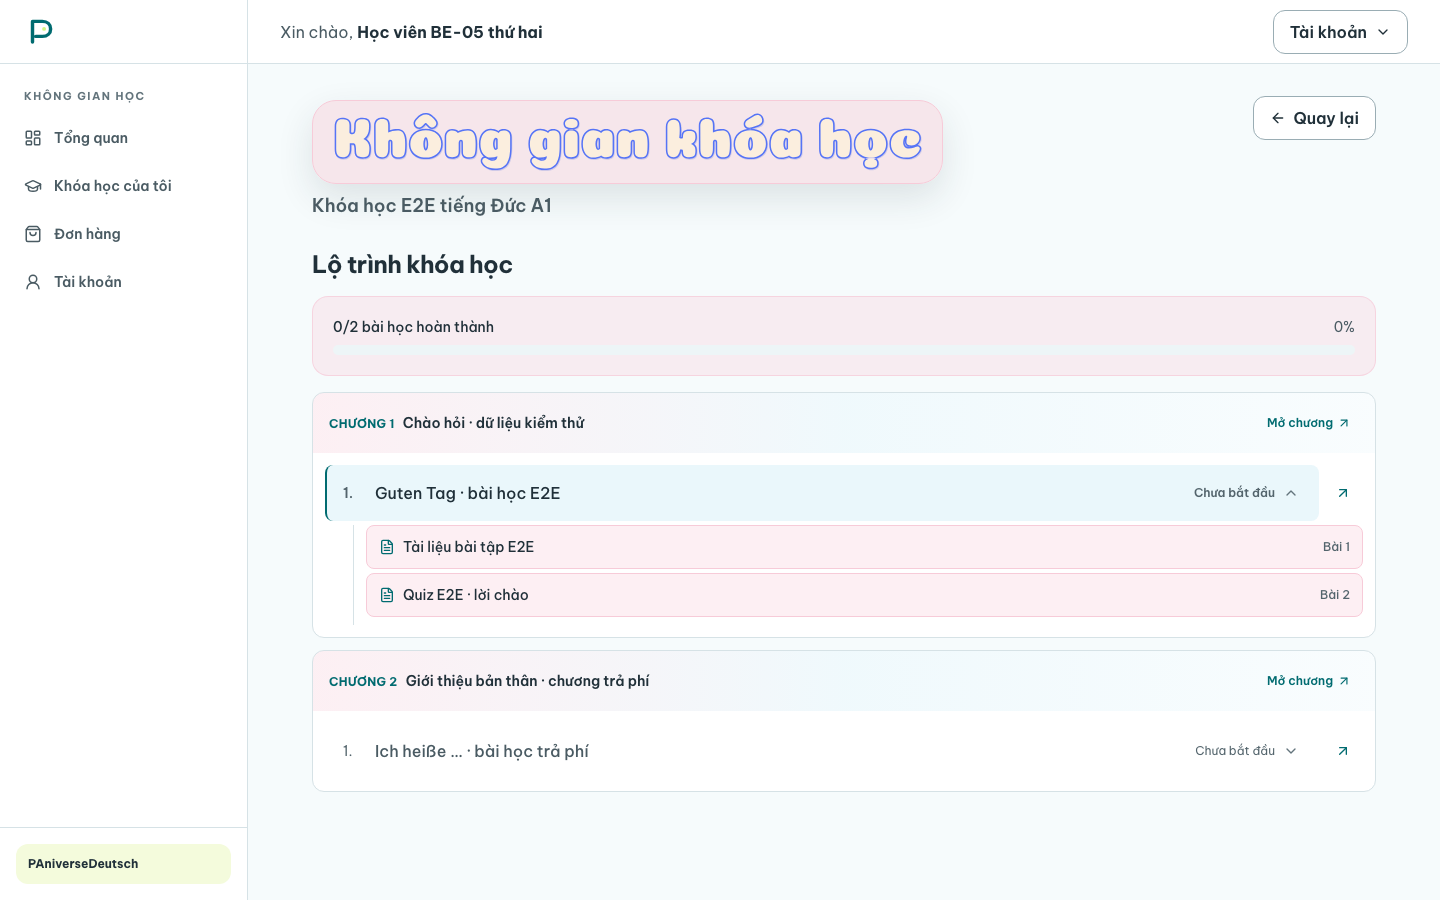 P
Xin chào, Học viên BE-05 thứ hai
Tài khoản
KHÔNG GIAN HỌC
Tổng quan
Khóa học của tôi
Đơn hàng
Tài khoản
Không gian khóa học
Quay lại
Khóa học E2E tiếng Đức A1
Lộ trình khóa học
0/2 bài học hoàn thành 0%
CHƯƠNG 1 Chào hỏi · dữ liệu kiểm thử Mở chương
1. Guten Tag · bài học E2E Chưa bắt đầu
Tài liệu bài tập E2E Bài 1
Quiz E2E · lời chào Bài 2
CHƯƠNG 2 Giới thiệu bản thân · chương trả phí Mở chương
1. Ich heiße ... · bài học trả phí Chưa bắt đầu
PAniverseDeutsch